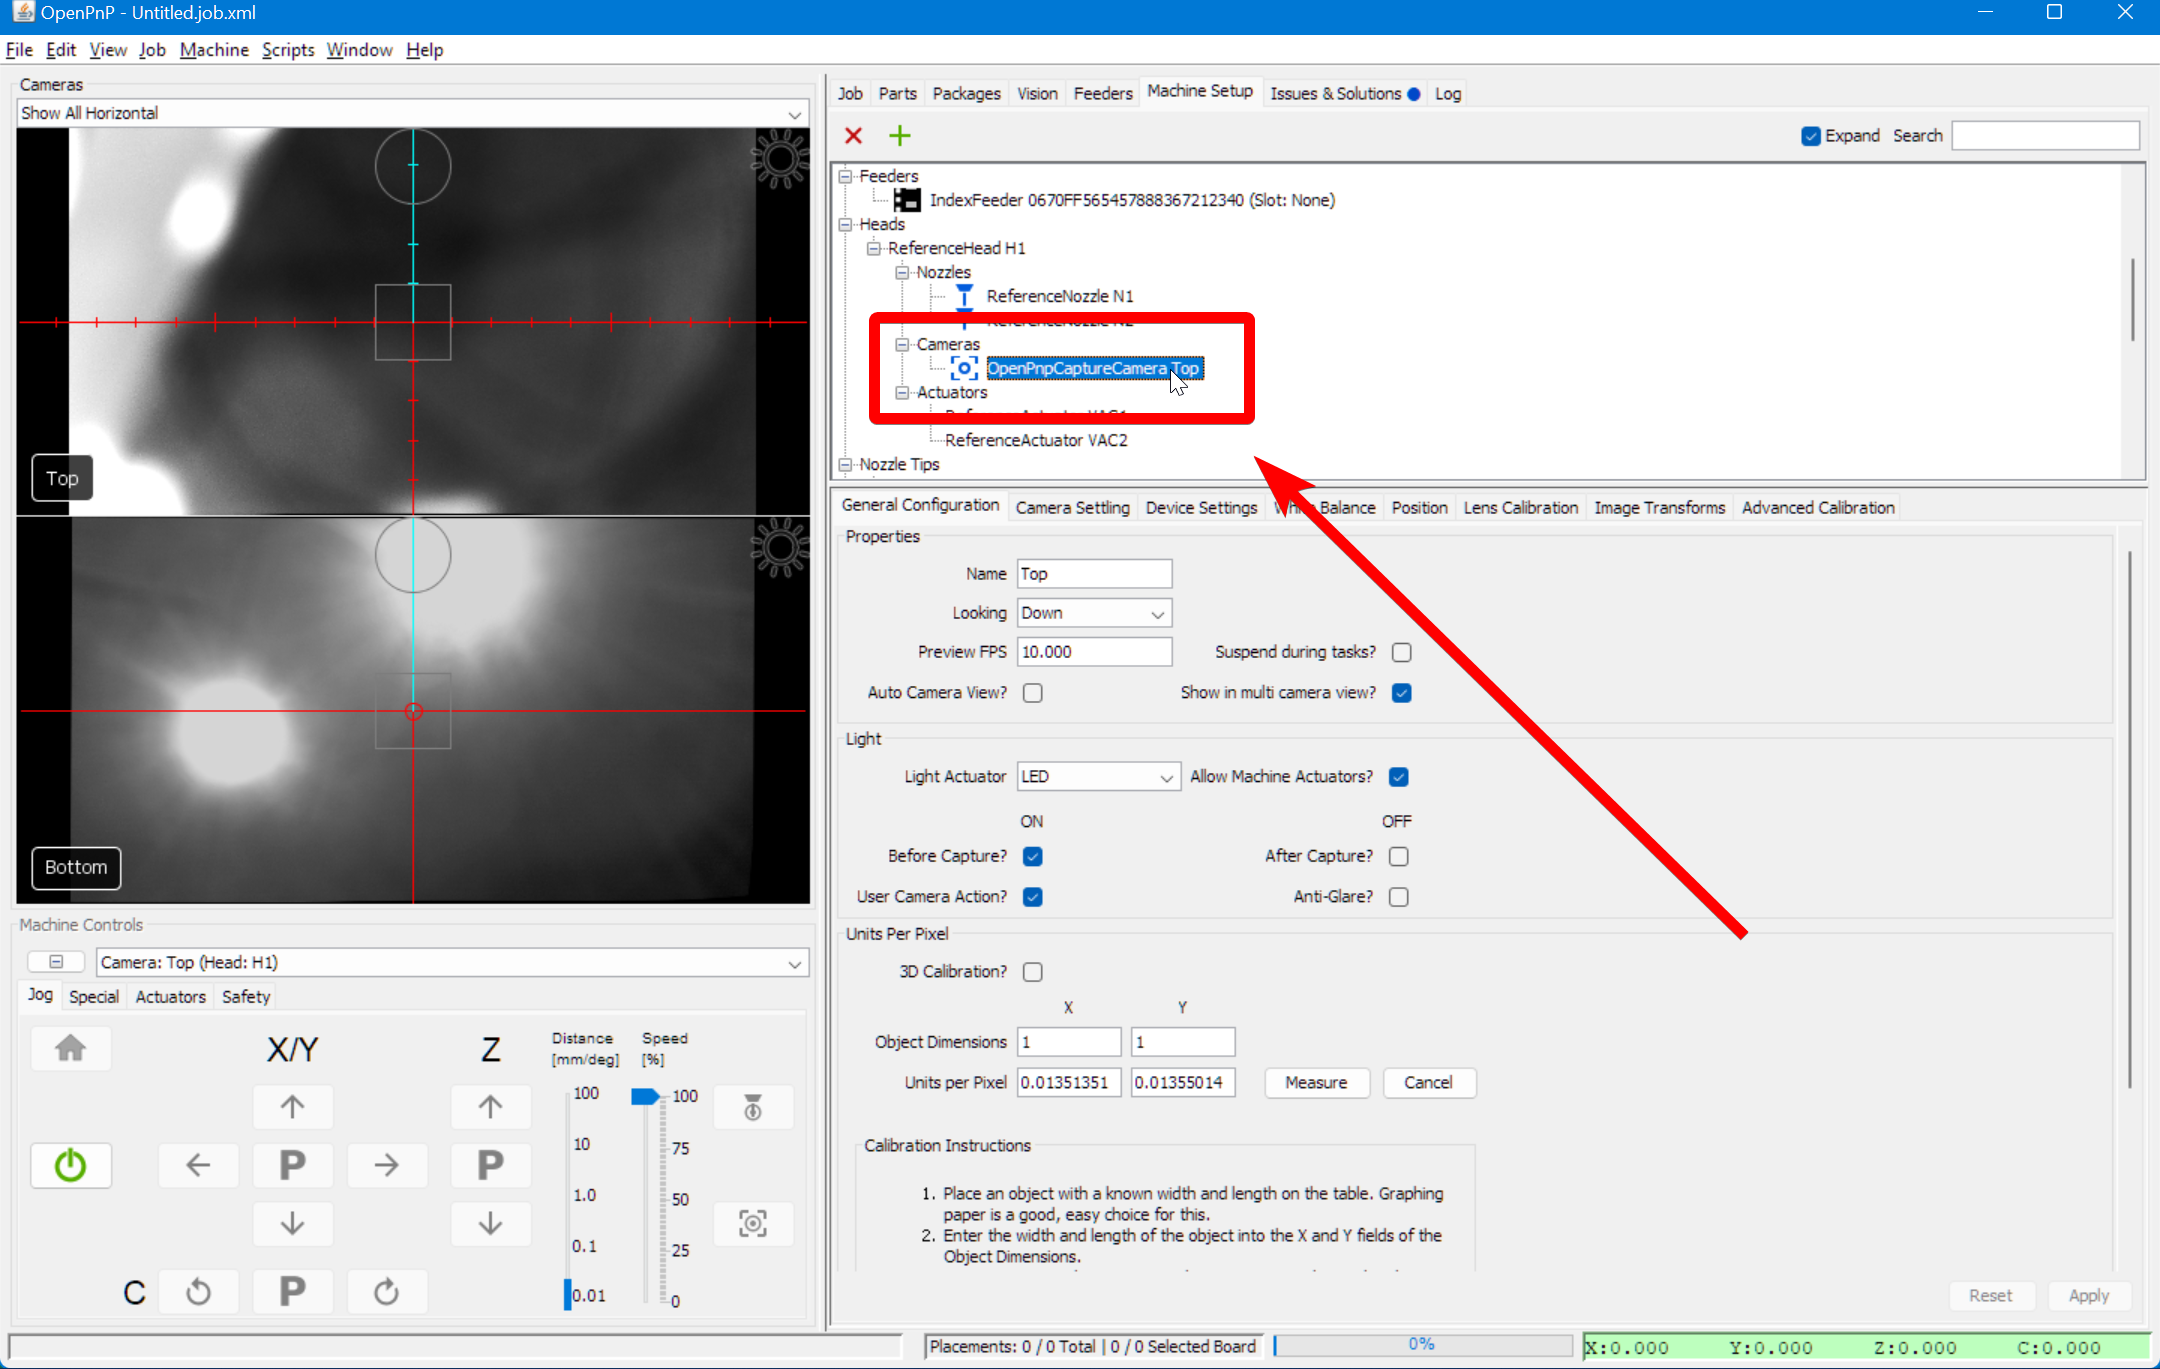 OpenPnP - Untitled.job.xml
File Edit View Job Machine Scripts Window Help
Cameras
Show All Horizontal
Top
Bottom
Machine Controls
Camera: Top (Head: H1)
Jog Special Actuators Safety
X/Y Z Distance [mm/deg] Speed [%]
100 100
10 75
P P
1.0 50
0.1 25
C P 0.01 0
Job Parts Packages Vision Feeders Machine Setup Issues & Solutions Log
Expand Search
Feeders
IndexFeeder 0670FF565457888367212340 (Slot: None)
Heads
ReferenceHead H1
Nozzles
ReferenceNozzle N1
ReferenceNozzle N2
Cameras
OpenPnpCaptureCamera Top
Actuators
ReferenceActuator VAC1
ReferenceActuator VAC2
Nozzle Tips
General Configuration Camera Settling Device Settings Balance Position Lens Calibration Image Transforms Advanced Calibration
Properties
Name Top
Looking Down
Preview FPS 10.000 Suspend during tasks?
Auto Camera View? Show in multi camera view?
Light
Light Actuator LED Allow Machine Actuators?
ON OFF
Before Capture? After Capture?
User Camera Action? Anti-Glare?
Units Per Pixel
3D Calibration?
X Y
Object Dimensions 1 1
Units per Pixel 0.01351351 0.01355014 Measure Cancel
Calibration Instructions
1. Place an object with a known width and length on the table. Graphing
paper is a good, easy choice for this.
2. Enter the width and length of the object into the X and Y fields of the
Object Dimensions.
Reset Apply
Placements: 0 / 0 Total | 0 / 0 Selected Board 0% X:0.000 Y:0.000 Z:0.000 C:0.000